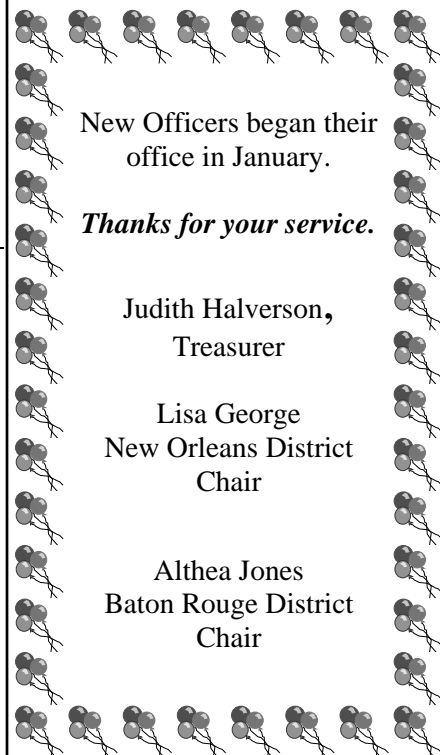 New Officers began their
office in January.
Thanks for your service.
Judith Halverson,
Treasurer
Lisa George
New Orleans District
Chair
Althea Jones
Baton Rouge District
Chair